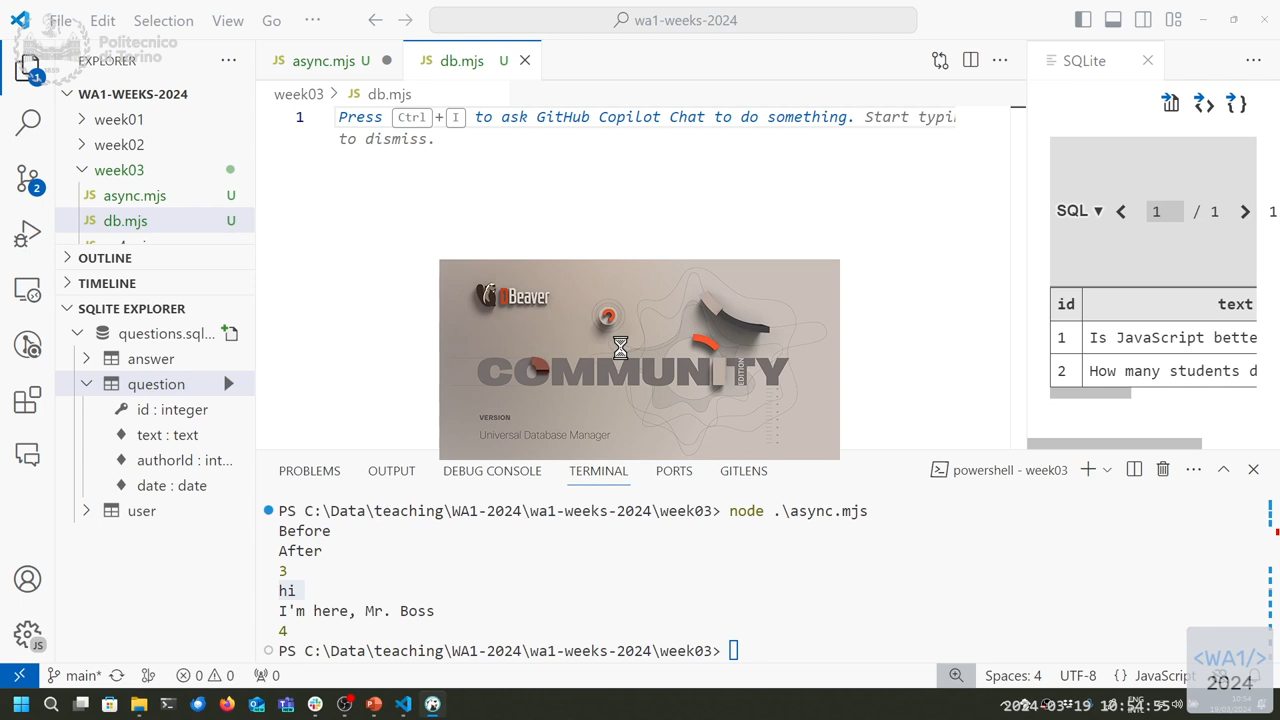 File Edit Selection View Go ··· wa1-weeks-2024
Politecnico
di Torino
EXPLORER ···
WA1-WEEKS-2024
week01
week02
week03
JS async.mjs U
JS db.mjs U
OUTLINE
TIMELINE
SQLITE EXPLORER
questions.sql...
answer
question
id : integer
text : text
authorId : int...
date : date
user
JS async.mjs U
JS db.mjs U
week03 > JS db.mjs
1 Press Ctrl+I to ask GitHub Copilot Chat to do something. Start typi
to dismiss.
DBeaver
COMMUNITY
EDITION
VERSION
Universal Database Manager
SQLite
SQL ▼ 1 / 1 1
id text
1 Is JavaScript bette
2 How many students d
PROBLEMS OUTPUT DEBUG CONSOLE TERMINAL PORTS GITLENS
powershell - week03
PS C:\Data\teaching\WA1-2024\wa1-weeks-2024\week03> node .\async.mjs
Before
After
3
hi
I'm here, Mr. Boss
4
PS C:\Data\teaching\WA1-2024\wa1-weeks-2024\week03>
main* 0 0 0 Spaces: 4 UTF-8 {} JavaScript
<WA1/>
2024
2024-03-19 10:54:55